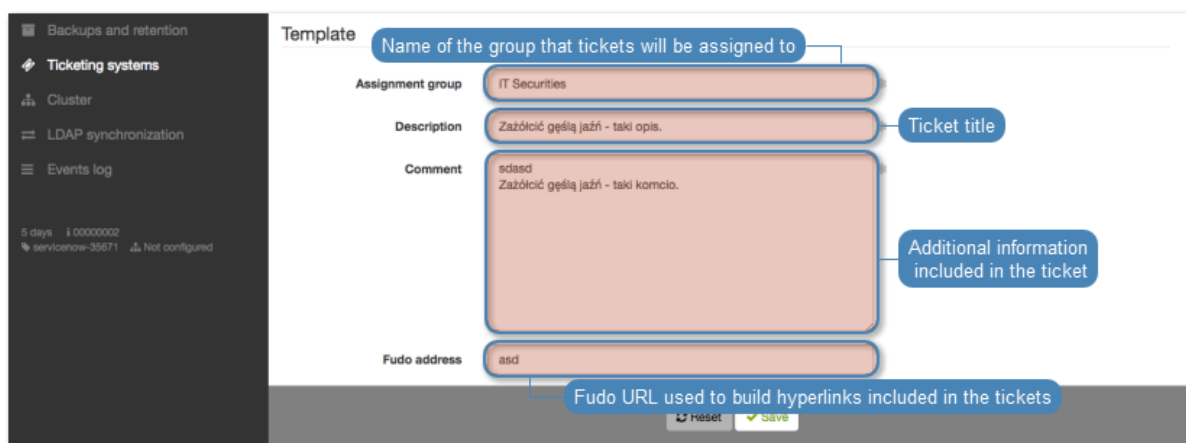 Backups and retention
Ticketing systems
Cluster
LDAP synchronization
Events log
5 days i 00000002
servicenow-35671 Not configured
Template
Name of the group that tickets will be assigned to
Assignment group IT Securities
Description Zażółcić gęślą jaźń - taki opis.
Ticket title
Comment sdasd
Zażółcić gęślą jaźń - taki komcio.
Additional information
included in the ticket
Fudo address asd
Fudo URL used to build hyperlinks included in the tickets
Reset Save